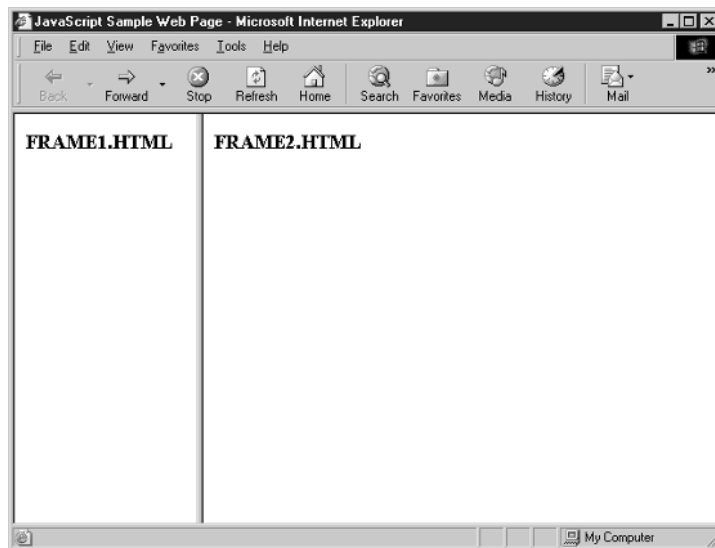 JavaScript Sample Web Page - Microsoft Internet Explorer
File Edit View Favorites Tools Help
Back Forward Stop Refresh Home Search Favorites Media History Mail »
FRAME1.HTML FRAME2.HTML
My Computer